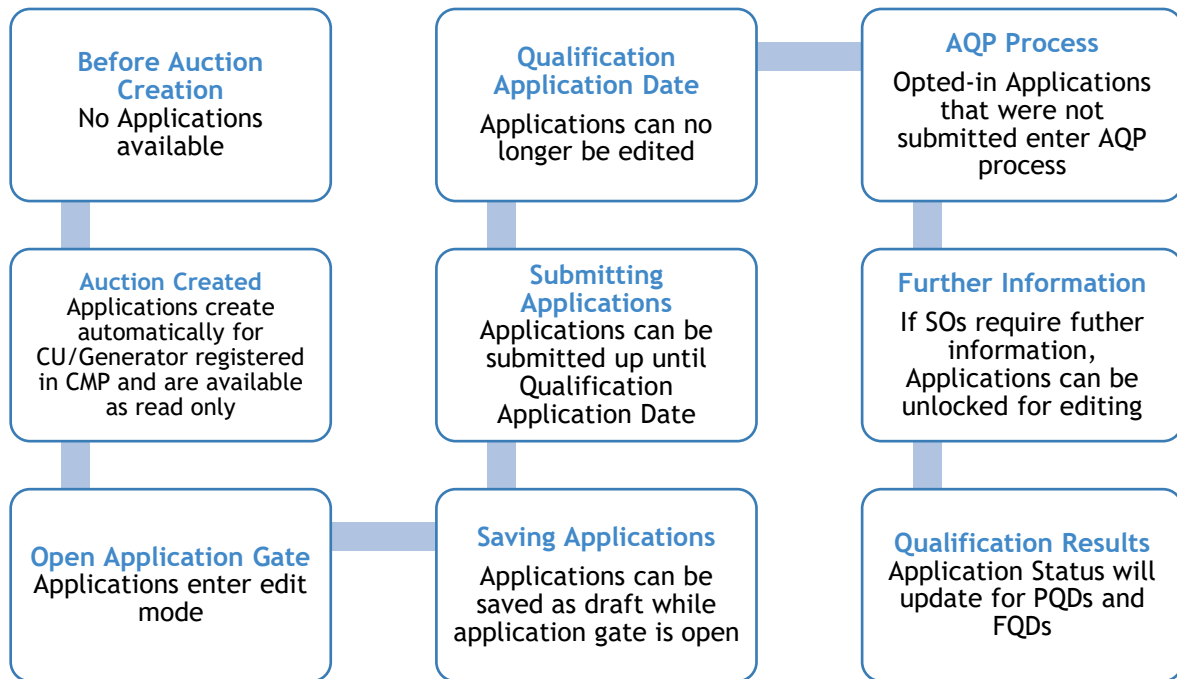 Before Auction
Creation
No Applications
available
Auction Created
Applications create
automatically for
CU/Generator registered
in CMP and are available
as read only
Open Application Gate
Applications enter edit
mode
Saving Applications
Applications can be
saved as draft while
application gate is open
Submitting
Applications
Applications can be
submitted up until
Qualification
Application Date
Qualification
Application Date
Applications can no
longer be edited
AQP Process
Opted-in Applications
that were not
submitted enter AQP
process
Further Information
If SOs require futher
information,
Applications can be
unlocked for editing
Qualification Results
Application Status will
update for PQDs and
FQDs